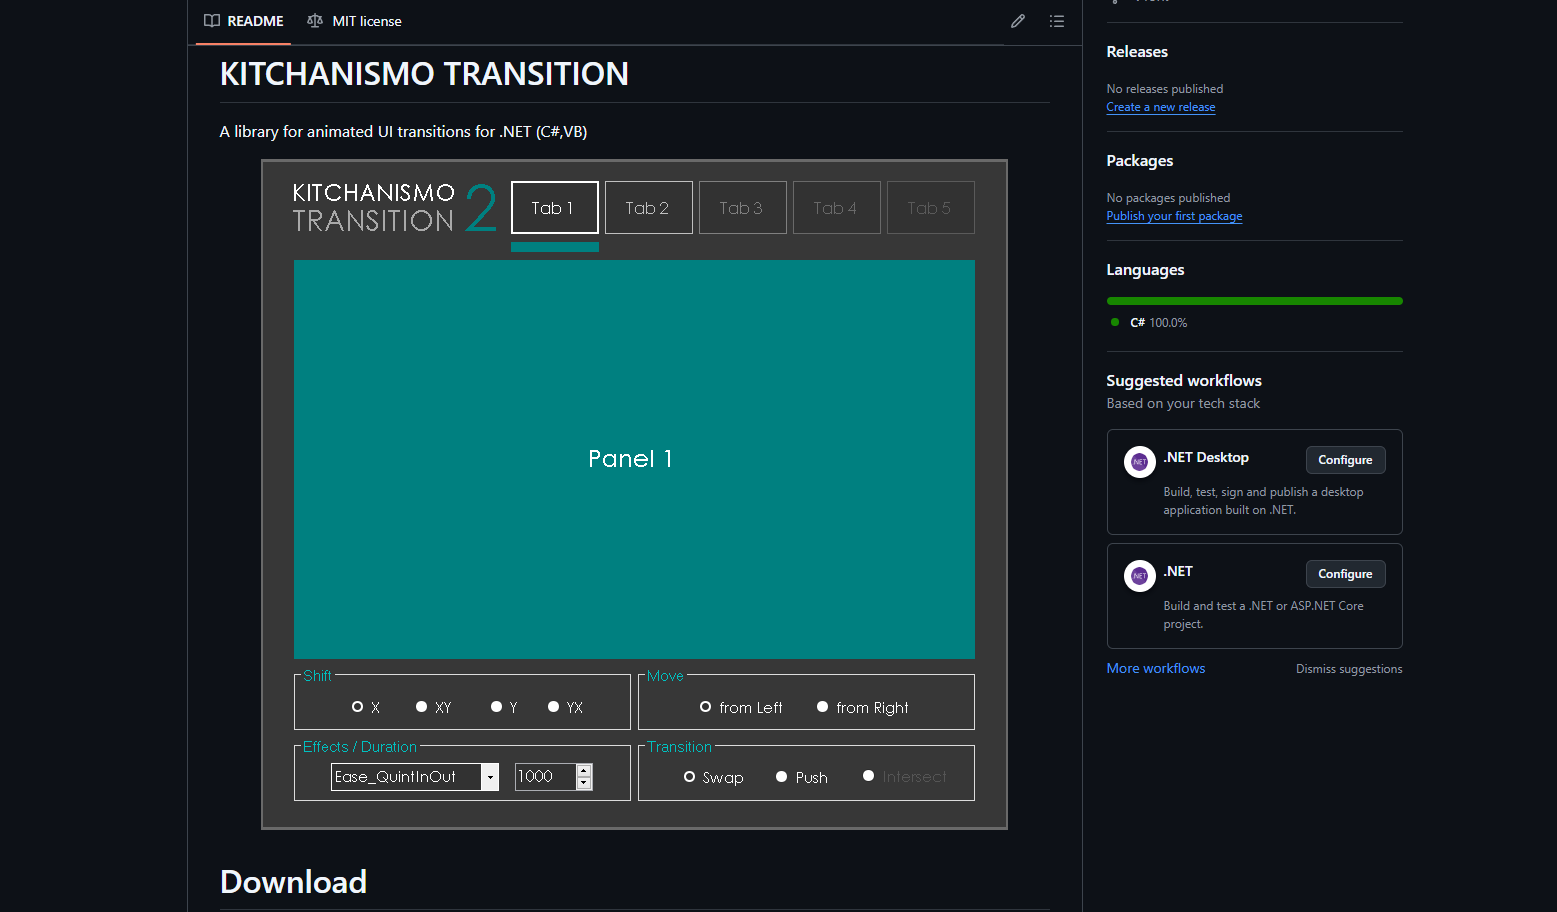 README
MIT license
KITCHANISMO TRANSITION
A library for animated UI transitions for .NET (C#,VB)
KITCHANISMO
TRANSITION
2
Tab 1
Tab 2
Tab 3
Tab 4
Tab 5
Panel 1
Shift
X
XY
Y
YX
Move
from Left
from Right
Effects / Duration
Ease_QuintInOut
1000
Transition
Swap
Push
Intersect
Download
Releases
No releases published
Create a new release
Packages
No packages published
Publish your first package
Languages
C# 100.0%
Suggested workflows
Based on your tech stack
.NET
.NET Desktop
Configure
Build, test, sign and publish a desktop
application built on .NET.
.NET
.NET
Configure
Build and test a .NET or ASP.NET Core
project.
More workflows
Dismiss suggestions